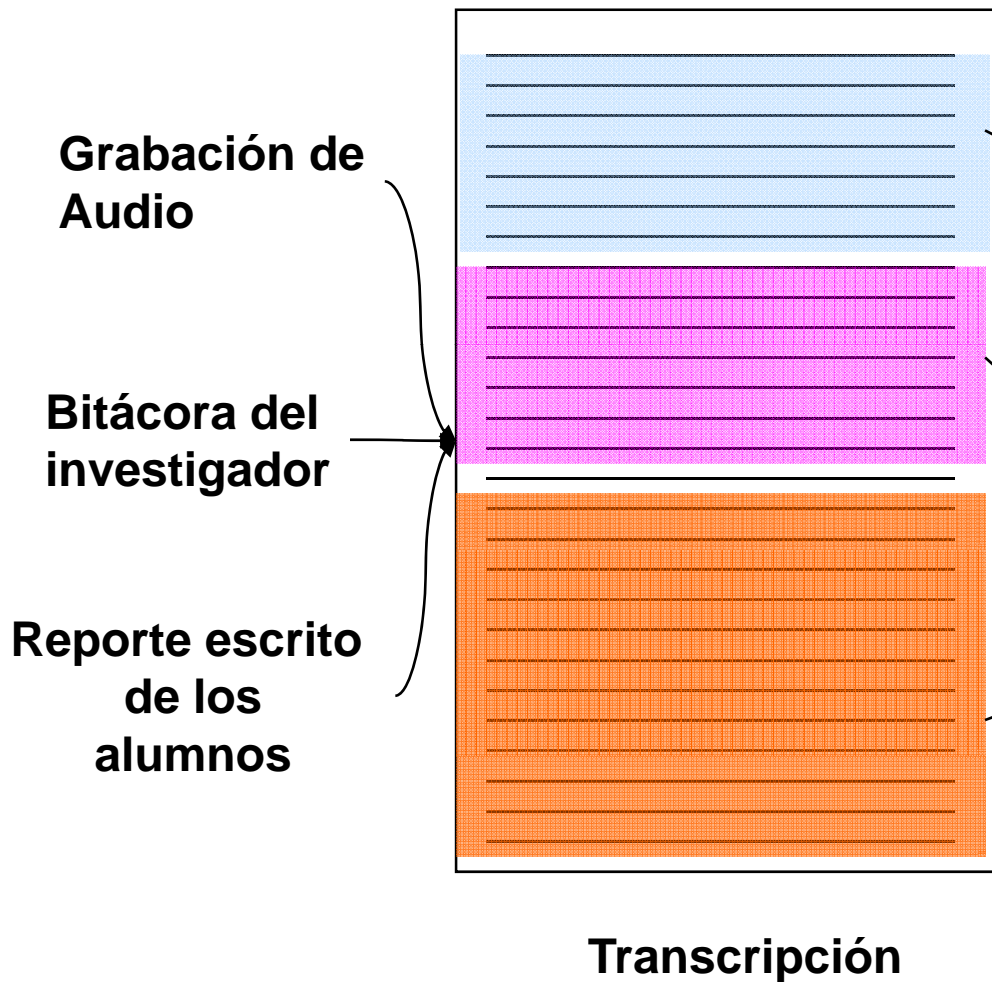 Grabación de
Audio
Bitácora del
investigador
Reporte escrito
de los
alumnos
Transcripción